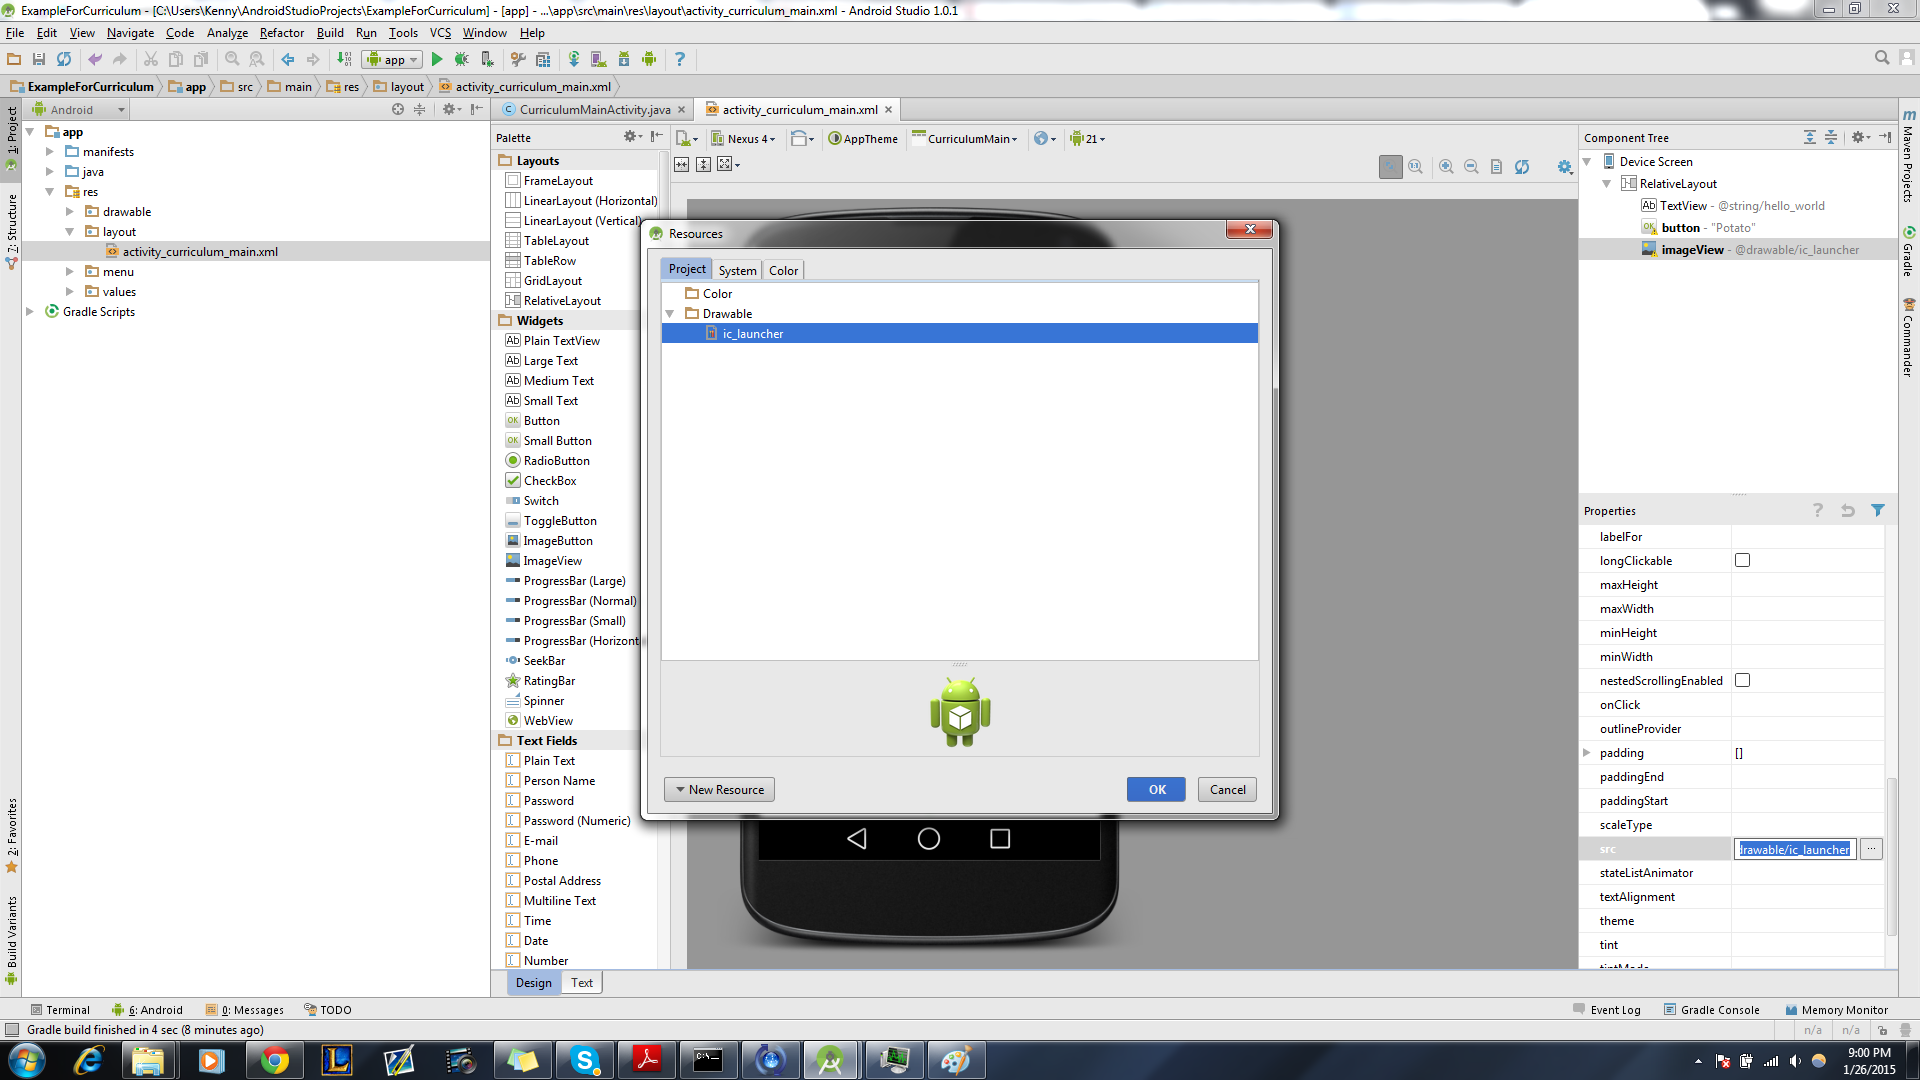 ExampleForCurriculum - [C:\Users\Kenny\AndroidStudioProjects\ExampleForCurriculum] - [app] - ...\app\src\main\res\layout\activity_curriculum_main.xml - Android Studio 1.0.1
File Edit View Navigate Code Analyze Refactor Build Run Tools VCS Window Help
app
ExampleForCurriculum app src main res layout activity_curriculum_main.xml
1: Project
7: Structure
2: Favorites
Build Variants
Android
app
manifests
java
res
drawable
layout
activity_curriculum_main.xml
menu
values
Gradle Scripts
CurriculumMainActivity.java activity_curriculum_main.xml
Palette
Layouts
FrameLayout
LinearLayout (Horizontal)
LinearLayout (Vertical)
TableLayout
TableRow
GridLayout
RelativeLayout
Widgets
Plain TextView
Large Text
Medium Text
Small Text
Button
Small Button
RadioButton
CheckBox
Switch
ToggleButton
ImageButton
ImageView
ProgressBar (Large)
ProgressBar (Normal)
ProgressBar (Small)
ProgressBar (Horizont
SeekBar
RatingBar
Spinner
WebView
Text Fields
Plain Text
Person Name
Password
Password (Numeric)
E-mail
Phone
Postal Address
Multiline Text
Time
Date
Number
Design Text
Nexus 4 AppTheme CurriculumMain 21
Resources
Project System Color
Color
Drawable
ic_launcher
New Resource OK Cancel
Component Tree
Device Screen
RelativeLayout
Ab TextView - @string/hello_world
OK button - "Potato"
imageView - @drawable/ic_launcher
Properties
labelFor
longClickable
maxHeight
maxWidth
minHeight
minWidth
nestedScrollingEnabled
onClick
outlineProvider
padding []
paddingEnd
paddingStart
scaleType
src drawable/ic_launcher ...
stateListAnimator
textAlignment
theme
tint
tintMode
Maven Projects
Gradle
Commander
Terminal 6: Android 0: Messages TODO Event Log Gradle Console Memory Monitor
Gradle build finished in 4 sec (8 minutes ago) n/a n/a
9:00 PM
1/26/2015